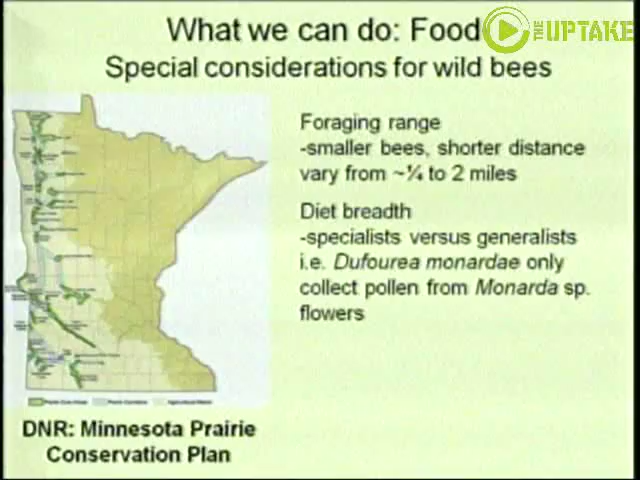 What we can do: Food
THE UPTAKE
Special considerations for wild bees
Foraging range
-smaller bees, shorter distance
vary from ~¼ to 2 miles
Diet breadth
-specialists versus generalists
i.e. Dufourea monardae only
collect pollen from Monarda sp.
flowers
DNR: Minnesota Prairie
Conservation Plan